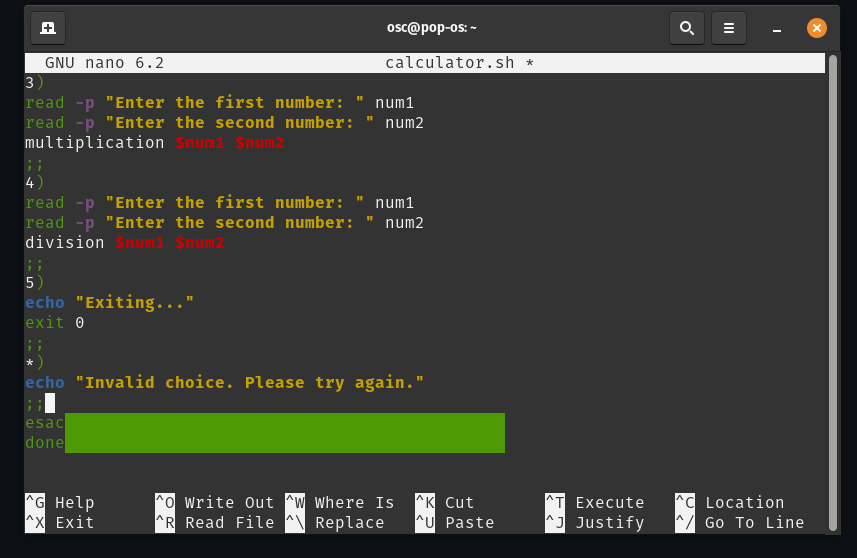 osc@pop-os: ~
GNU nano 6.2 calculator.sh *
3)
read -p "Enter the first number: " num1
read -p "Enter the second number: " num2
multiplication $num1 $num2
;;
4)
read -p "Enter the first number: " num1
read -p "Enter the second number: " num2
division $num1 $num2
;;
5)
echo "Exiting..."
exit 0
;;
*)
echo "Invalid choice. Please try again."
;;
esac
done
^G Help ^O Write Out ^W Where Is ^K Cut ^T Execute ^C Location
^X Exit ^R Read File ^\ Replace ^U Paste ^J Justify ^/ Go To Line